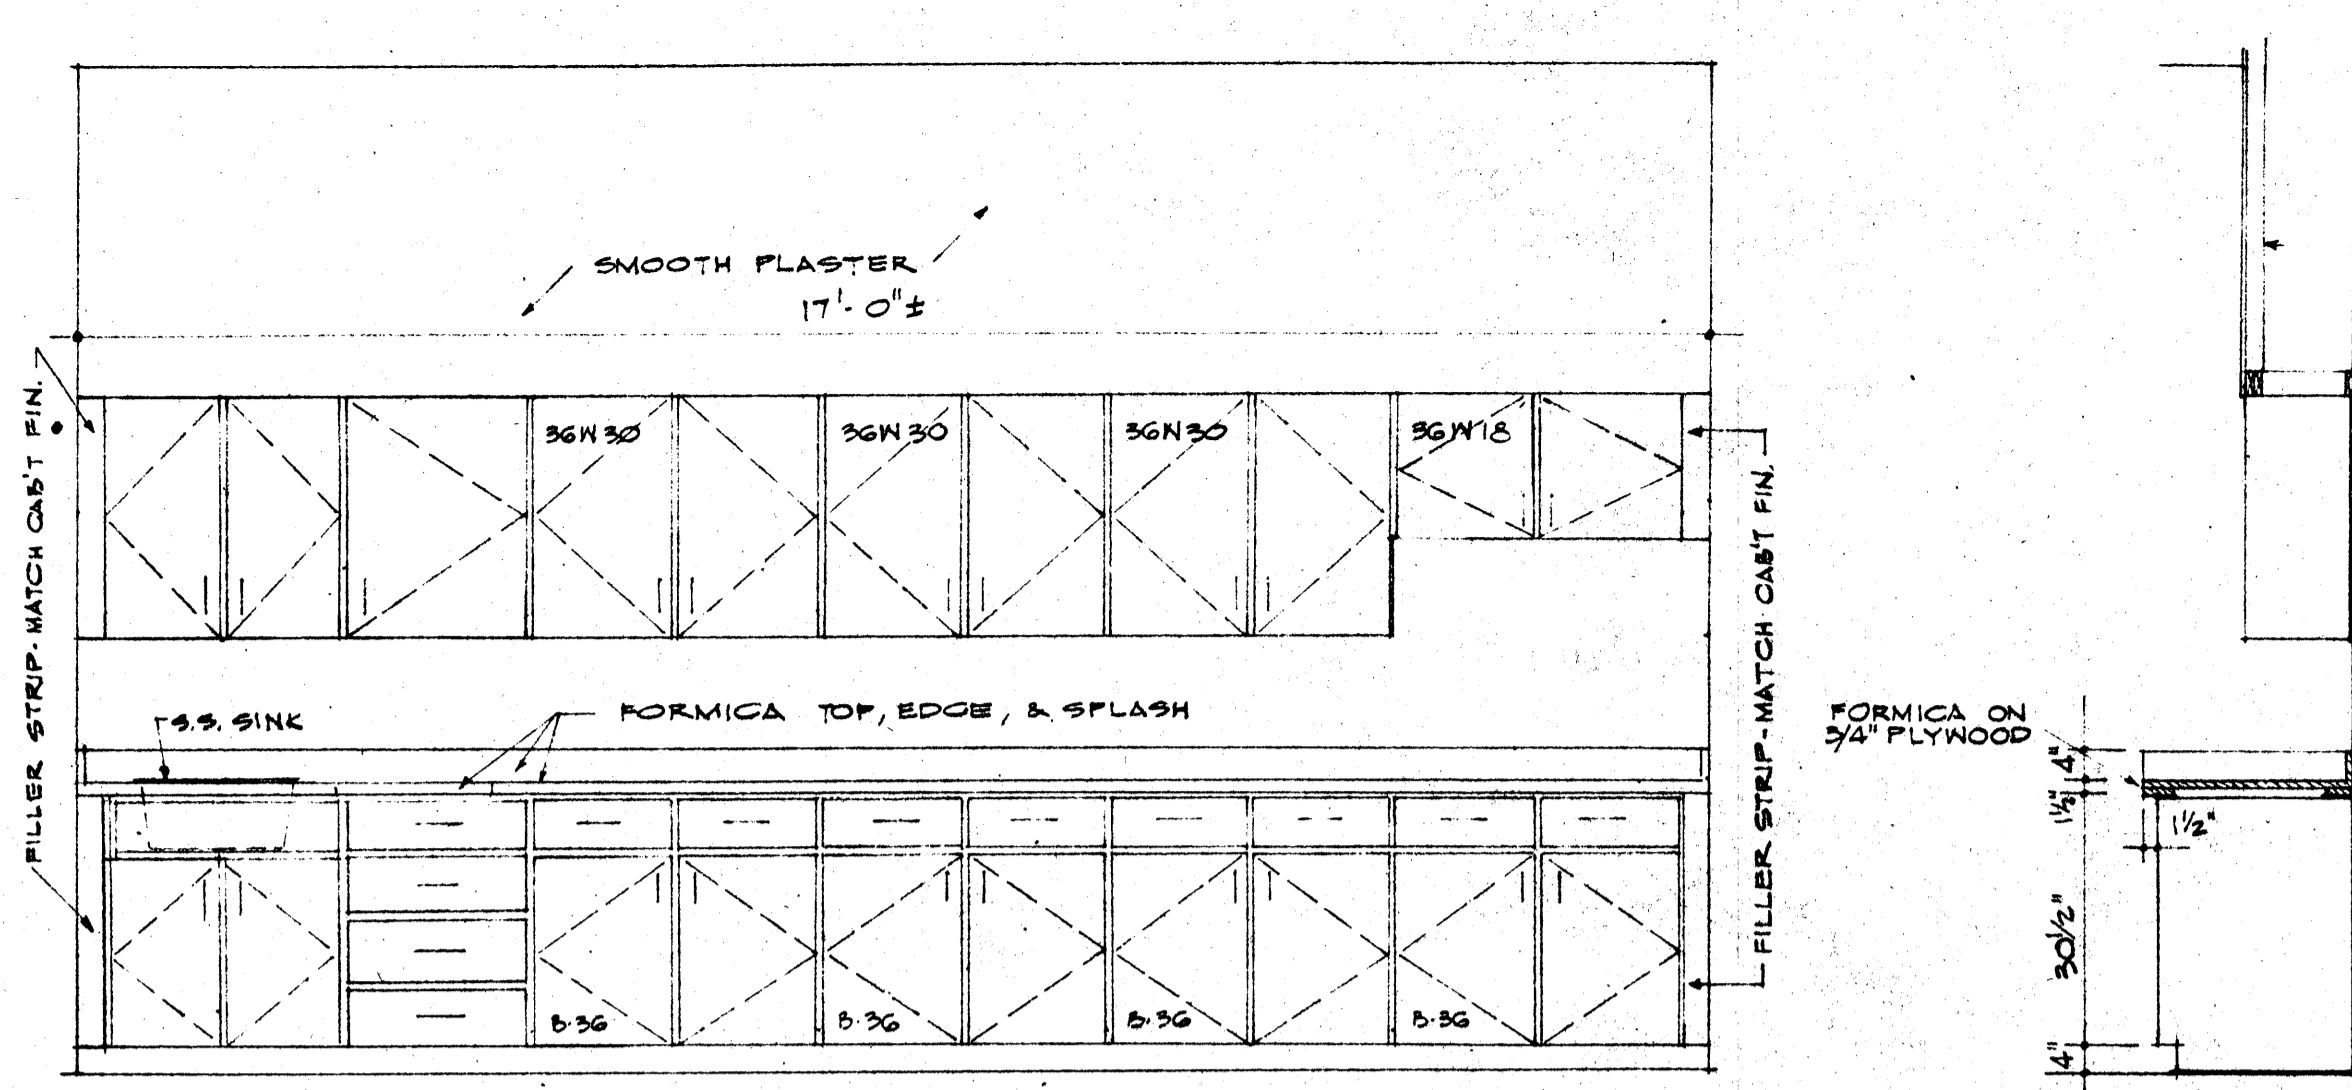 SMOOTH PLASTER
17'-0"±
FILLER STRIP-MATCH CAB'T FIN.
36W30
36W30
36W30
36W18
FILLER STRIP-MATCH CAB'T FIN.
S.S. SINK
FORMICA TOP, EDGE, & SPLASH
B-36
B-36
B-36
B-36
FORMICA ON
3/4" PLYWOOD
4"
1½"
1½"
30½"
4"